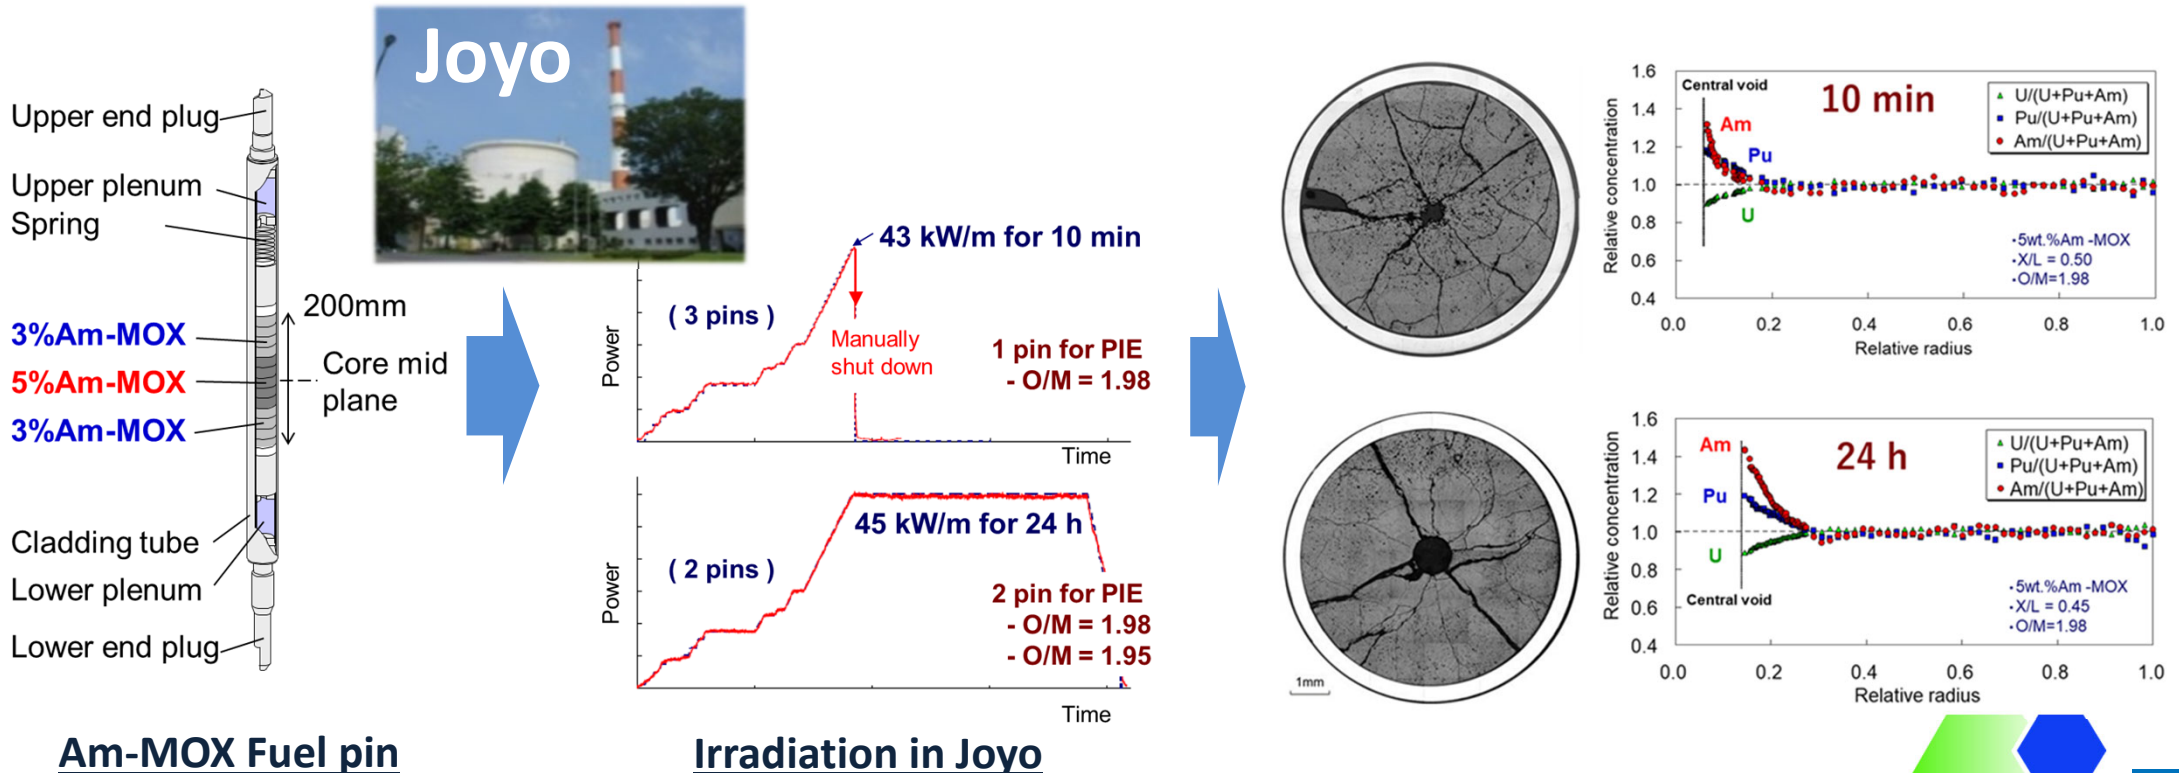 Joyo
Upper end plug
Upper plenum
Spring
200mm
3%Am-MOX
5%Am-MOX
3%Am-MOX
Core mid
plane
Cladding tube
Lower plenum
Lower end plug
Am-MOX Fuel pin
43 kW/m for 10 min
( 3 pins )
Manually
shut down
1 pin for PIE
- O/M = 1.98
Power
Time
45 kW/m for 24 h
( 2 pins )
2 pin for PIE
- O/M = 1.98
- O/M = 1.95
Power
Time
Irradiation in Joyo
1mm
1.6
1.4
1.2
1.0
0.8
0.6
0.4
Relative concentration
Central void
10 min
Am
Pu
U
U/(U+Pu+Am)
Pu/(U+Pu+Am)
Am/(U+Pu+Am)
•5wt.%Am -MOX
•X/L = 0.50
•O/M=1.98
0.0 0.2 0.4 0.6 0.8 1.0
Relative radius
1.6
1.4
1.2
1.0
0.8
0.6
0.4
Relative concentration
Am
Pu
U
Central void
24 h
U/(U+Pu+Am)
Pu/(U+Pu+Am)
Am/(U+Pu+Am)
•5wt.%Am -MOX
•X/L = 0.45
•O/M=1.98
0.0 0.2 0.4 0.6 0.8 1.0
Relative radius